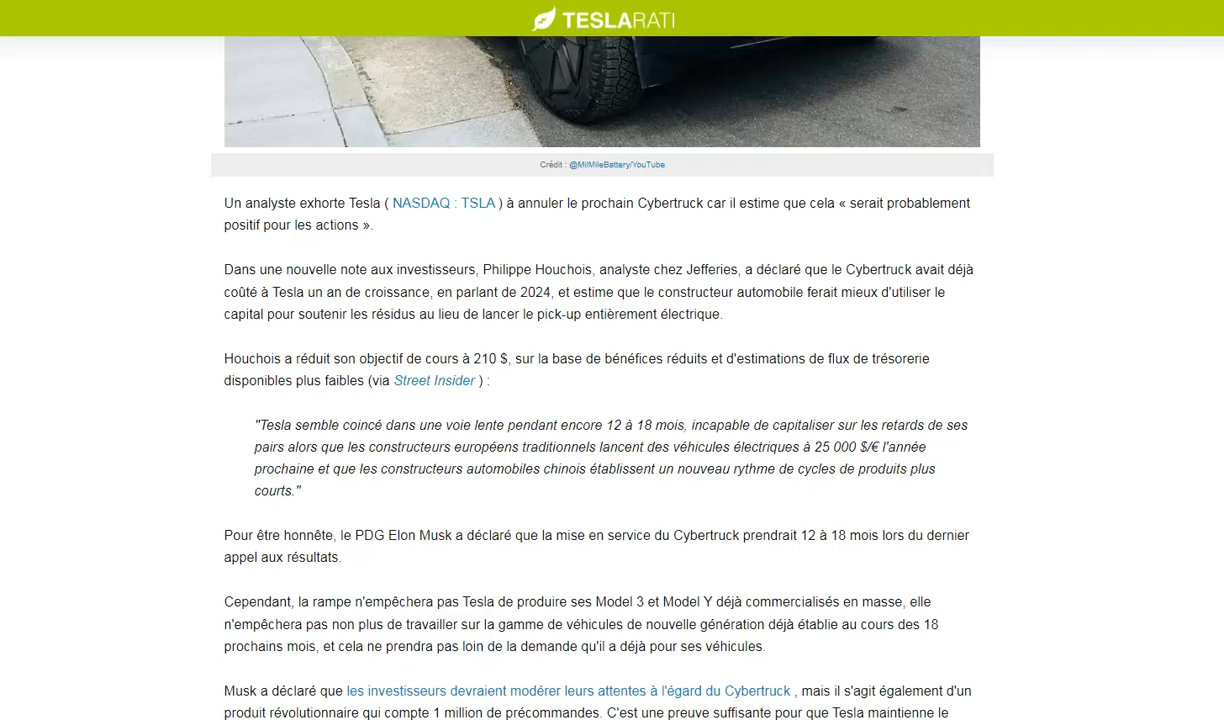 TESLARATI
Crédit : @MilMileBattery/YouTube
Un analyste exhorte Tesla ( NASDAQ : TSLA ) à annuler le prochain Cybertruck car il estime que cela « serait probablement
positif pour les actions ».
Dans une nouvelle note aux investisseurs, Philippe Houchois, analyste chez Jefferies, a déclaré que le Cybertruck avait déjà
coûté à Tesla un an de croissance, en parlant de 2024, et estime que le constructeur automobile ferait mieux d'utiliser le
capital pour soutenir les résidus au lieu de lancer le pick-up entièrement électrique.
Houchois a réduit son objectif de cours à 210 $, sur la base de bénéfices réduits et d'estimations de flux de trésorerie
disponibles plus faibles (via Street Insider ) :
"Tesla semble coincé dans une voie lente pendant encore 12 à 18 mois, incapable de capitaliser sur les retards de ses
pairs alors que les constructeurs européens traditionnels lancent des véhicules électriques à 25 000 $/€ l'année
prochaine et que les constructeurs automobiles chinois établissent un nouveau rythme de cycles de produits plus
courts."
Pour être honnête, le PDG Elon Musk a déclaré que la mise en service du Cybertruck prendrait 12 à 18 mois lors du dernier
appel aux résultats.
Cependant, la rampe n'empêchera pas Tesla de produire ses Model 3 et Model Y déjà commercialisés en masse, elle
n'empêchera pas non plus de travailler sur la gamme de véhicules de nouvelle génération déjà établie au cours des 18
prochains mois, et cela ne prendra pas loin de la demande qu'il a déjà pour ses véhicules.
Musk a déclaré que les investisseurs devraient modérer leurs attentes à l'égard du Cybertruck , mais il s'agit également d'un
produit révolutionnaire qui compte 1 million de précommandes. C'est une preuve suffisante pour que Tesla maintienne le